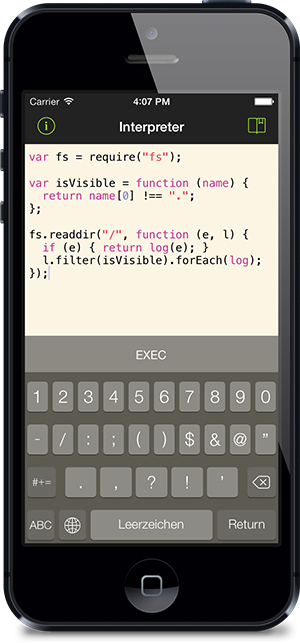 Carrier 4:07 PM
Interpreter
var fs = require("fs");
var isVisible = function (name) {
return name[0] !== ".";
};
fs.readdir("/", function (e, l) {
if (e) { return log(e); }
l.filter(isVisible).forEach(log);
});
EXEC
1 2 3 4 5 6 7 8 9 0
- / : ; ( ) $ & @ "
#+= . , ? ! '
ABC Leerzeichen Return